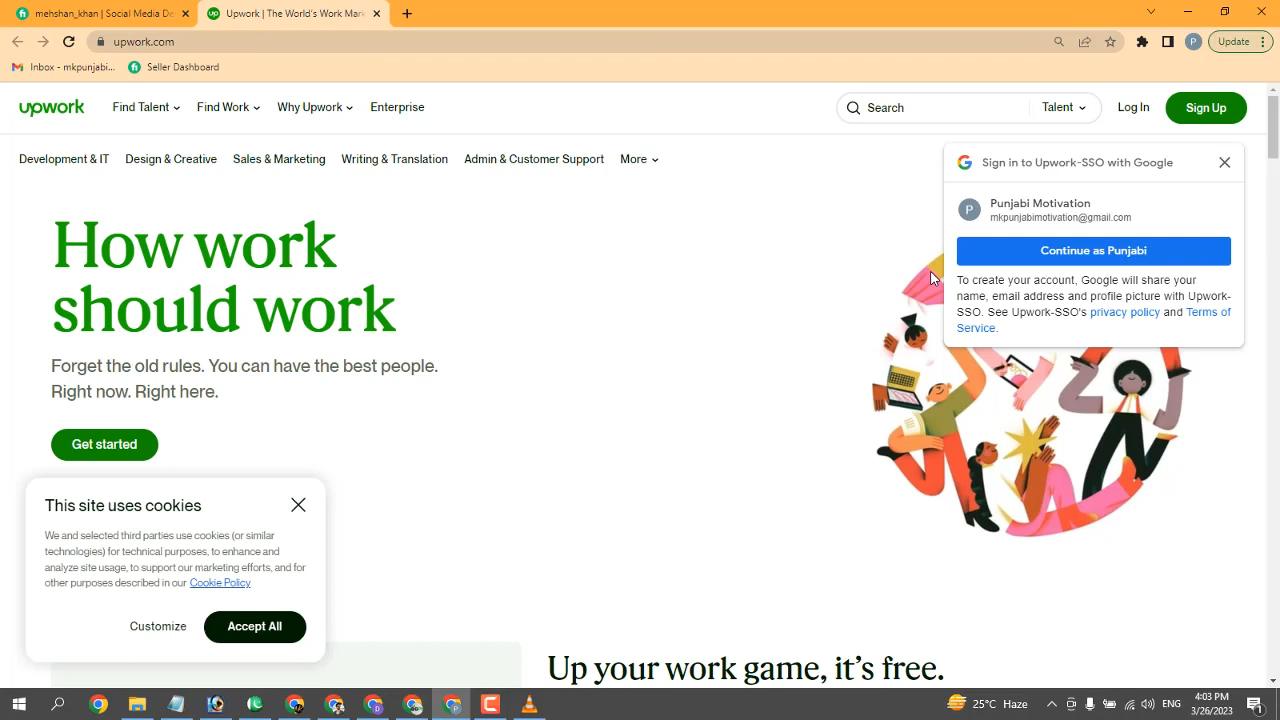 mehshan_khan | Social Media De
Upwork | The World's Work Mark
upwork.com
Update
Inbox - mkpunjabi...
Seller Dashboard
upwork
Find Talent
Find Work
Why Upwork
Enterprise
Search
Talent
Log In
Sign Up
Development & IT
Design & Creative
Sales & Marketing
Writing & Translation
Admin & Customer Support
More
Sign in to Upwork-SSO with Google
P
Punjabi Motivation
mkpunjabimotivation@gmail.com
Continue as Punjabi
To create your account, Google will share your
name, email address and profile picture with Upwork-
SSO. See Upwork-SSO's privacy policy and Terms of
Service.
How work
should work
Forget the old rules. You can have the best people.
Right now. Right here.
Get started
This site uses cookies
We and selected third parties use cookies (or similar
technologies) for technical purposes, to enhance and
analyze site usage, to support our marketing efforts, and for
other purposes described in our Cookie Policy
Customize
Accept All
Up your work game, it's free.
25°C Haze
ENG
4:03 PM
3/26/2023